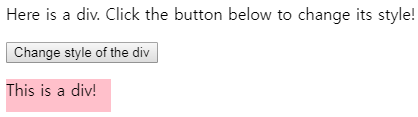 Here is a div. Click the button below to change its style!
Change style of the div
This is a div!